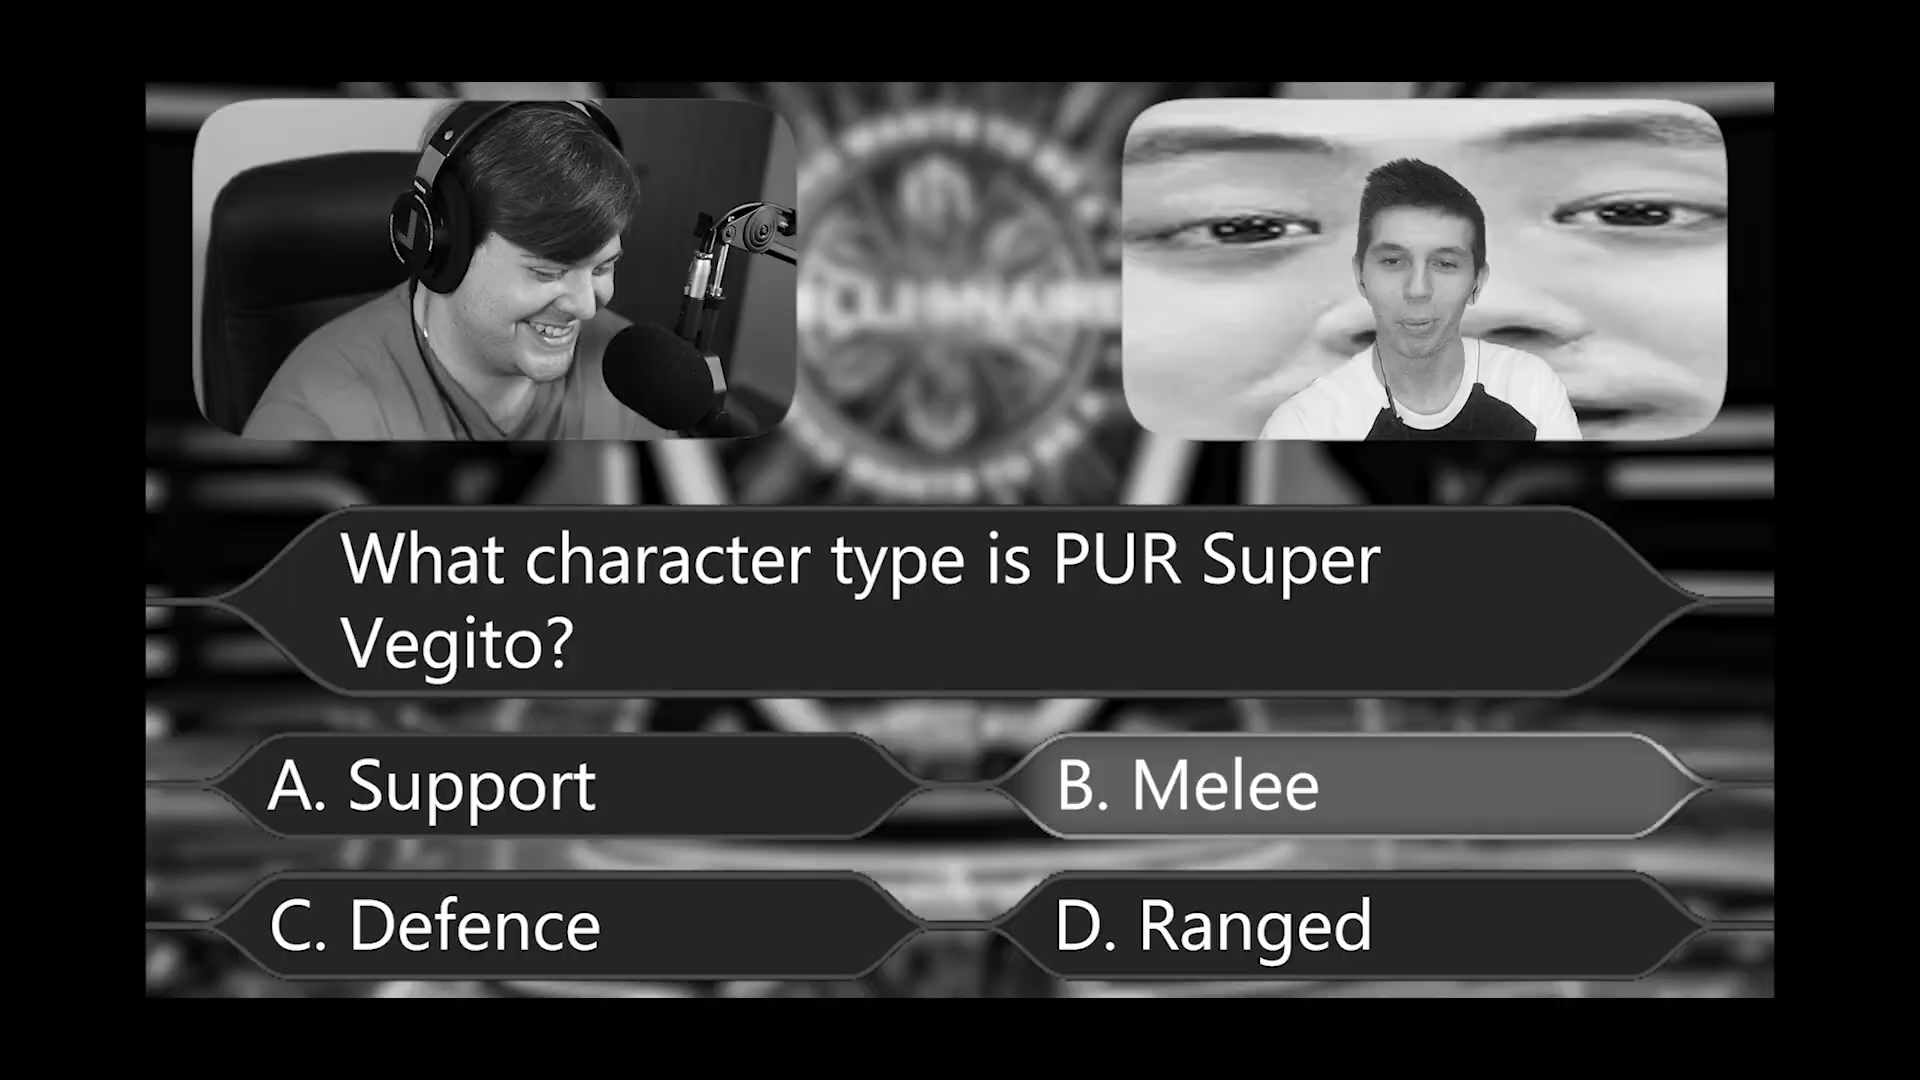 What character type is PUR Super
Vegito?
A. Support
B. Melee
C. Defence
D. Ranged